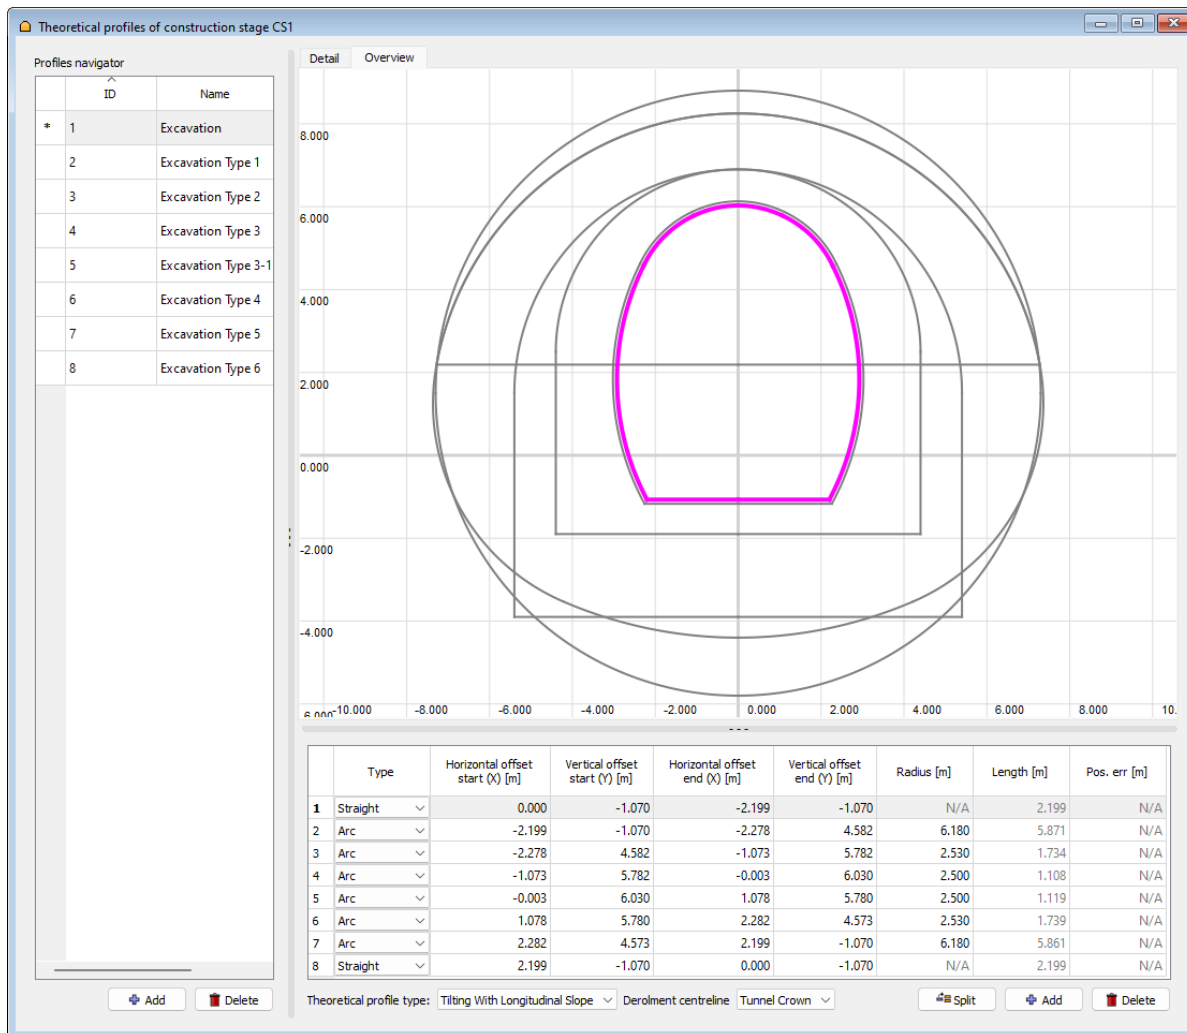 Theoretical profiles of construction stage CS1
Profiles navigator
ID Name
* 1 Excavation
2 Excavation Type 1
3 Excavation Type 2
4 Excavation Type 3
5 Excavation Type 3-1
6 Excavation Type 4
7 Excavation Type 5
8 Excavation Type 6
Add Delete
Detail Overview
8.000
6.000
4.000
2.000
0.000
-2.000
-4.000
-6.000 -10.000 -8.000 -6.000 -4.000 -2.000 0.000 2.000 4.000 6.000 8.000 10.
Type Horizontal offset start (X) [m] Vertical offset start (Y) [m] Horizontal offset end (X) [m] Vertical offset end (Y) [m] Radius [m] Length [m] Pos. err [m]
1 Straight 0.000 -1.070 -2.199 -1.070 N/A 2.199 N/A
2 Arc -2.199 -1.070 -2.278 4.582 6.180 5.871 N/A
3 Arc -2.278 4.582 -1.073 5.782 2.530 1.734 N/A
4 Arc -1.073 5.782 -0.003 6.030 2.500 1.108 N/A
5 Arc -0.003 6.030 1.078 5.780 2.500 1.119 N/A
6 Arc 1.078 5.780 2.282 4.573 2.530 1.739 N/A
7 Arc 2.282 4.573 2.199 -1.070 6.180 5.861 N/A
8 Straight 2.199 -1.070 0.000 -1.070 N/A 2.199 N/A
Theoretical profile type: Tilting With Longitudinal Slope Derolment centreline Tunnel Crown Split Add Delete